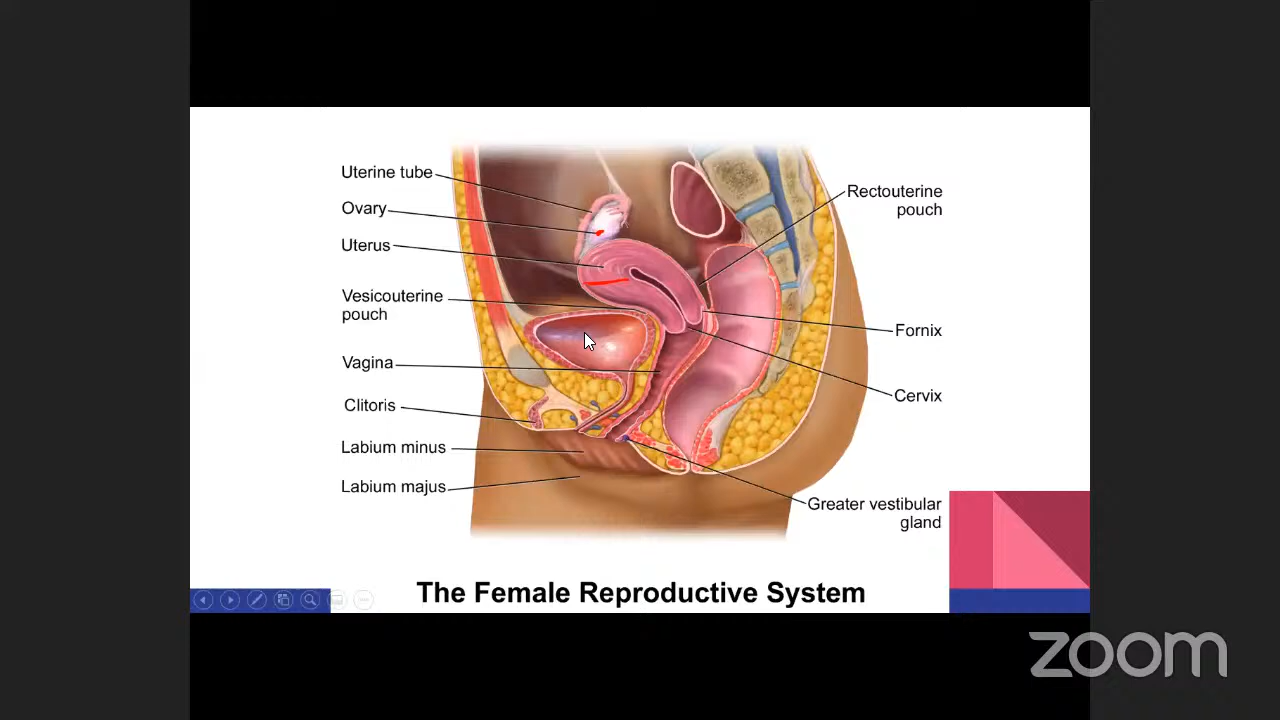 Uterine tube
Ovary
Uterus
Vesicouterine
pouch
Vagina
Clitoris
Labium minus
Labium majus
Rectouterine
pouch
Fornix
Cervix
Greater vestibular
gland
The Female Reproductive System
zoom